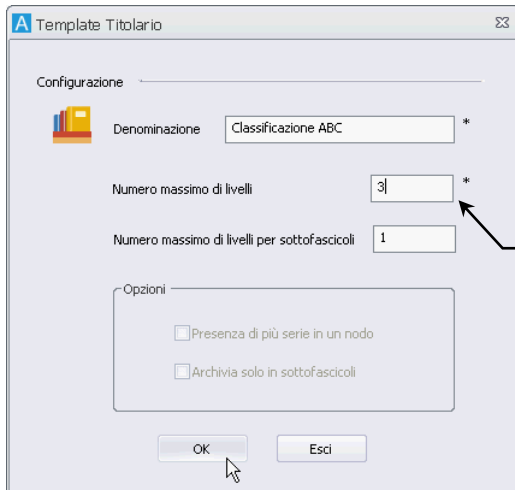 A Template Titolario
Configurazione
Denominazione Classificazione ABC *
Numero massimo di livelli 3 *
Numero massimo di livelli per sottofascicoli 1
Opzioni
Presenza di più serie in un nodo
Archivia solo in sottofascicoli
OK Esci